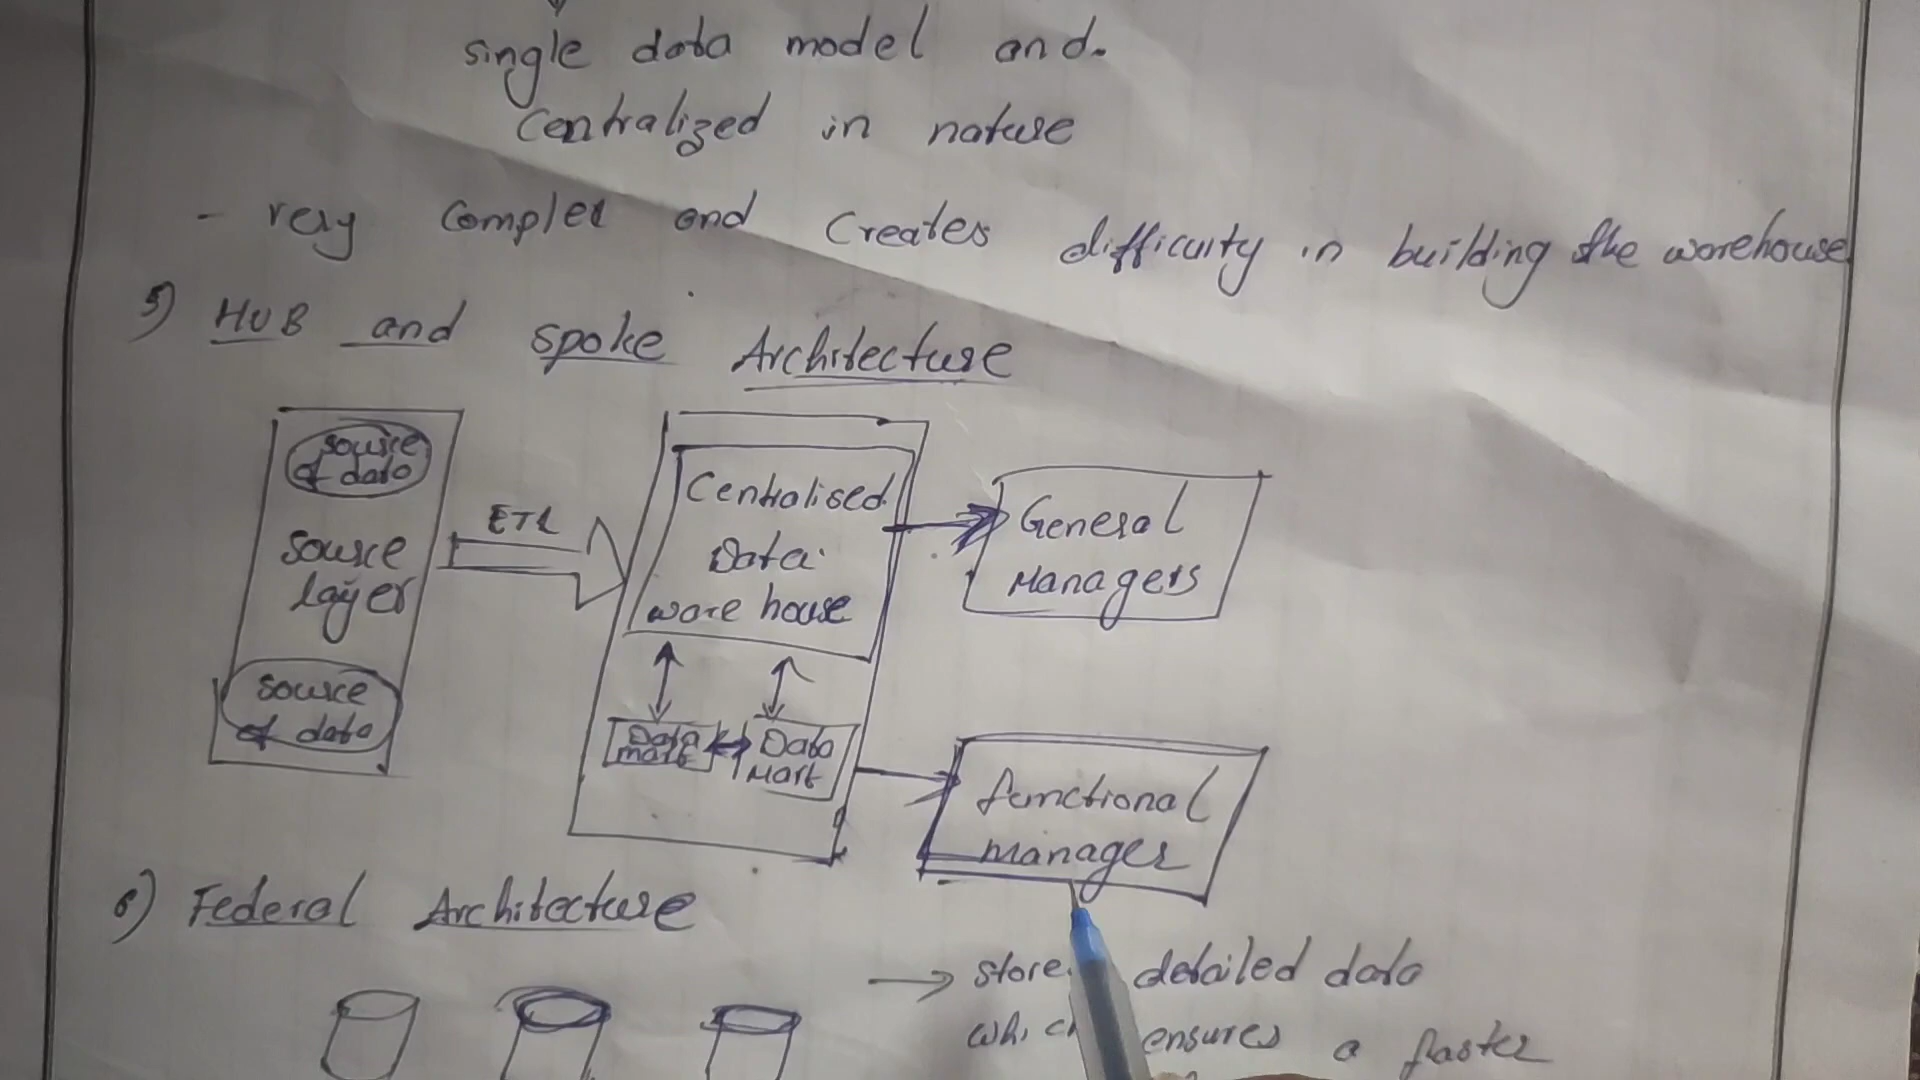 single data model and
Centralized in nature
- very complex and creates difficulty in building the warehouse
5) HUB and spoke Architecture
source
of data
source
layer
source
of data
ETL
Centralised
Data
ware house
Data
mart
Data
Mart
General
Managers
functional
manager
6) Federal Architecture
→ store detailed data
which ensures a faster